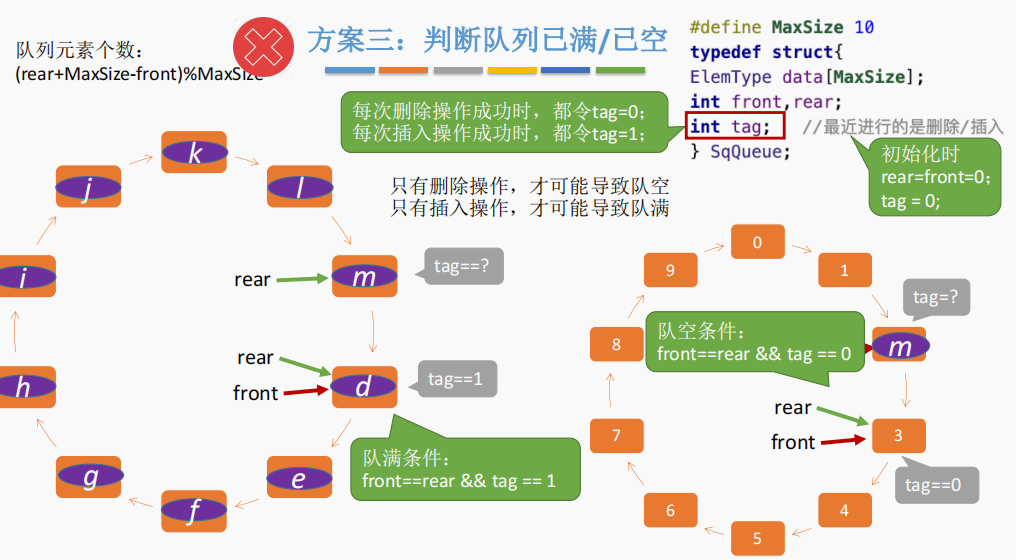 方案三：判断队列已满/已空
队列元素个数：
(rear+MaxSize-front)%MaxSize
#define MaxSize 10
typedef struct{
ElemType data[MaxSize];
int front,rear;
int tag; //最近进行的是删除/插入
} SqQueue;
每次删除操作成功时，都令tag=0；
每次插入操作成功时，都令tag=1；
初始化时
rear=front=0；
tag = 0;
只有删除操作，才可能导致队空
只有插入操作，才可能导致队满
k
j
l
i
rear
m
tag==?
h
rear
front
d
tag==1
g
e
f
队满条件：
front==rear && tag == 1
0
9
1
tag=?
8
队空条件：
front==rear && tag == 0
m
7
rear
front
3
tag==0
6
4
5